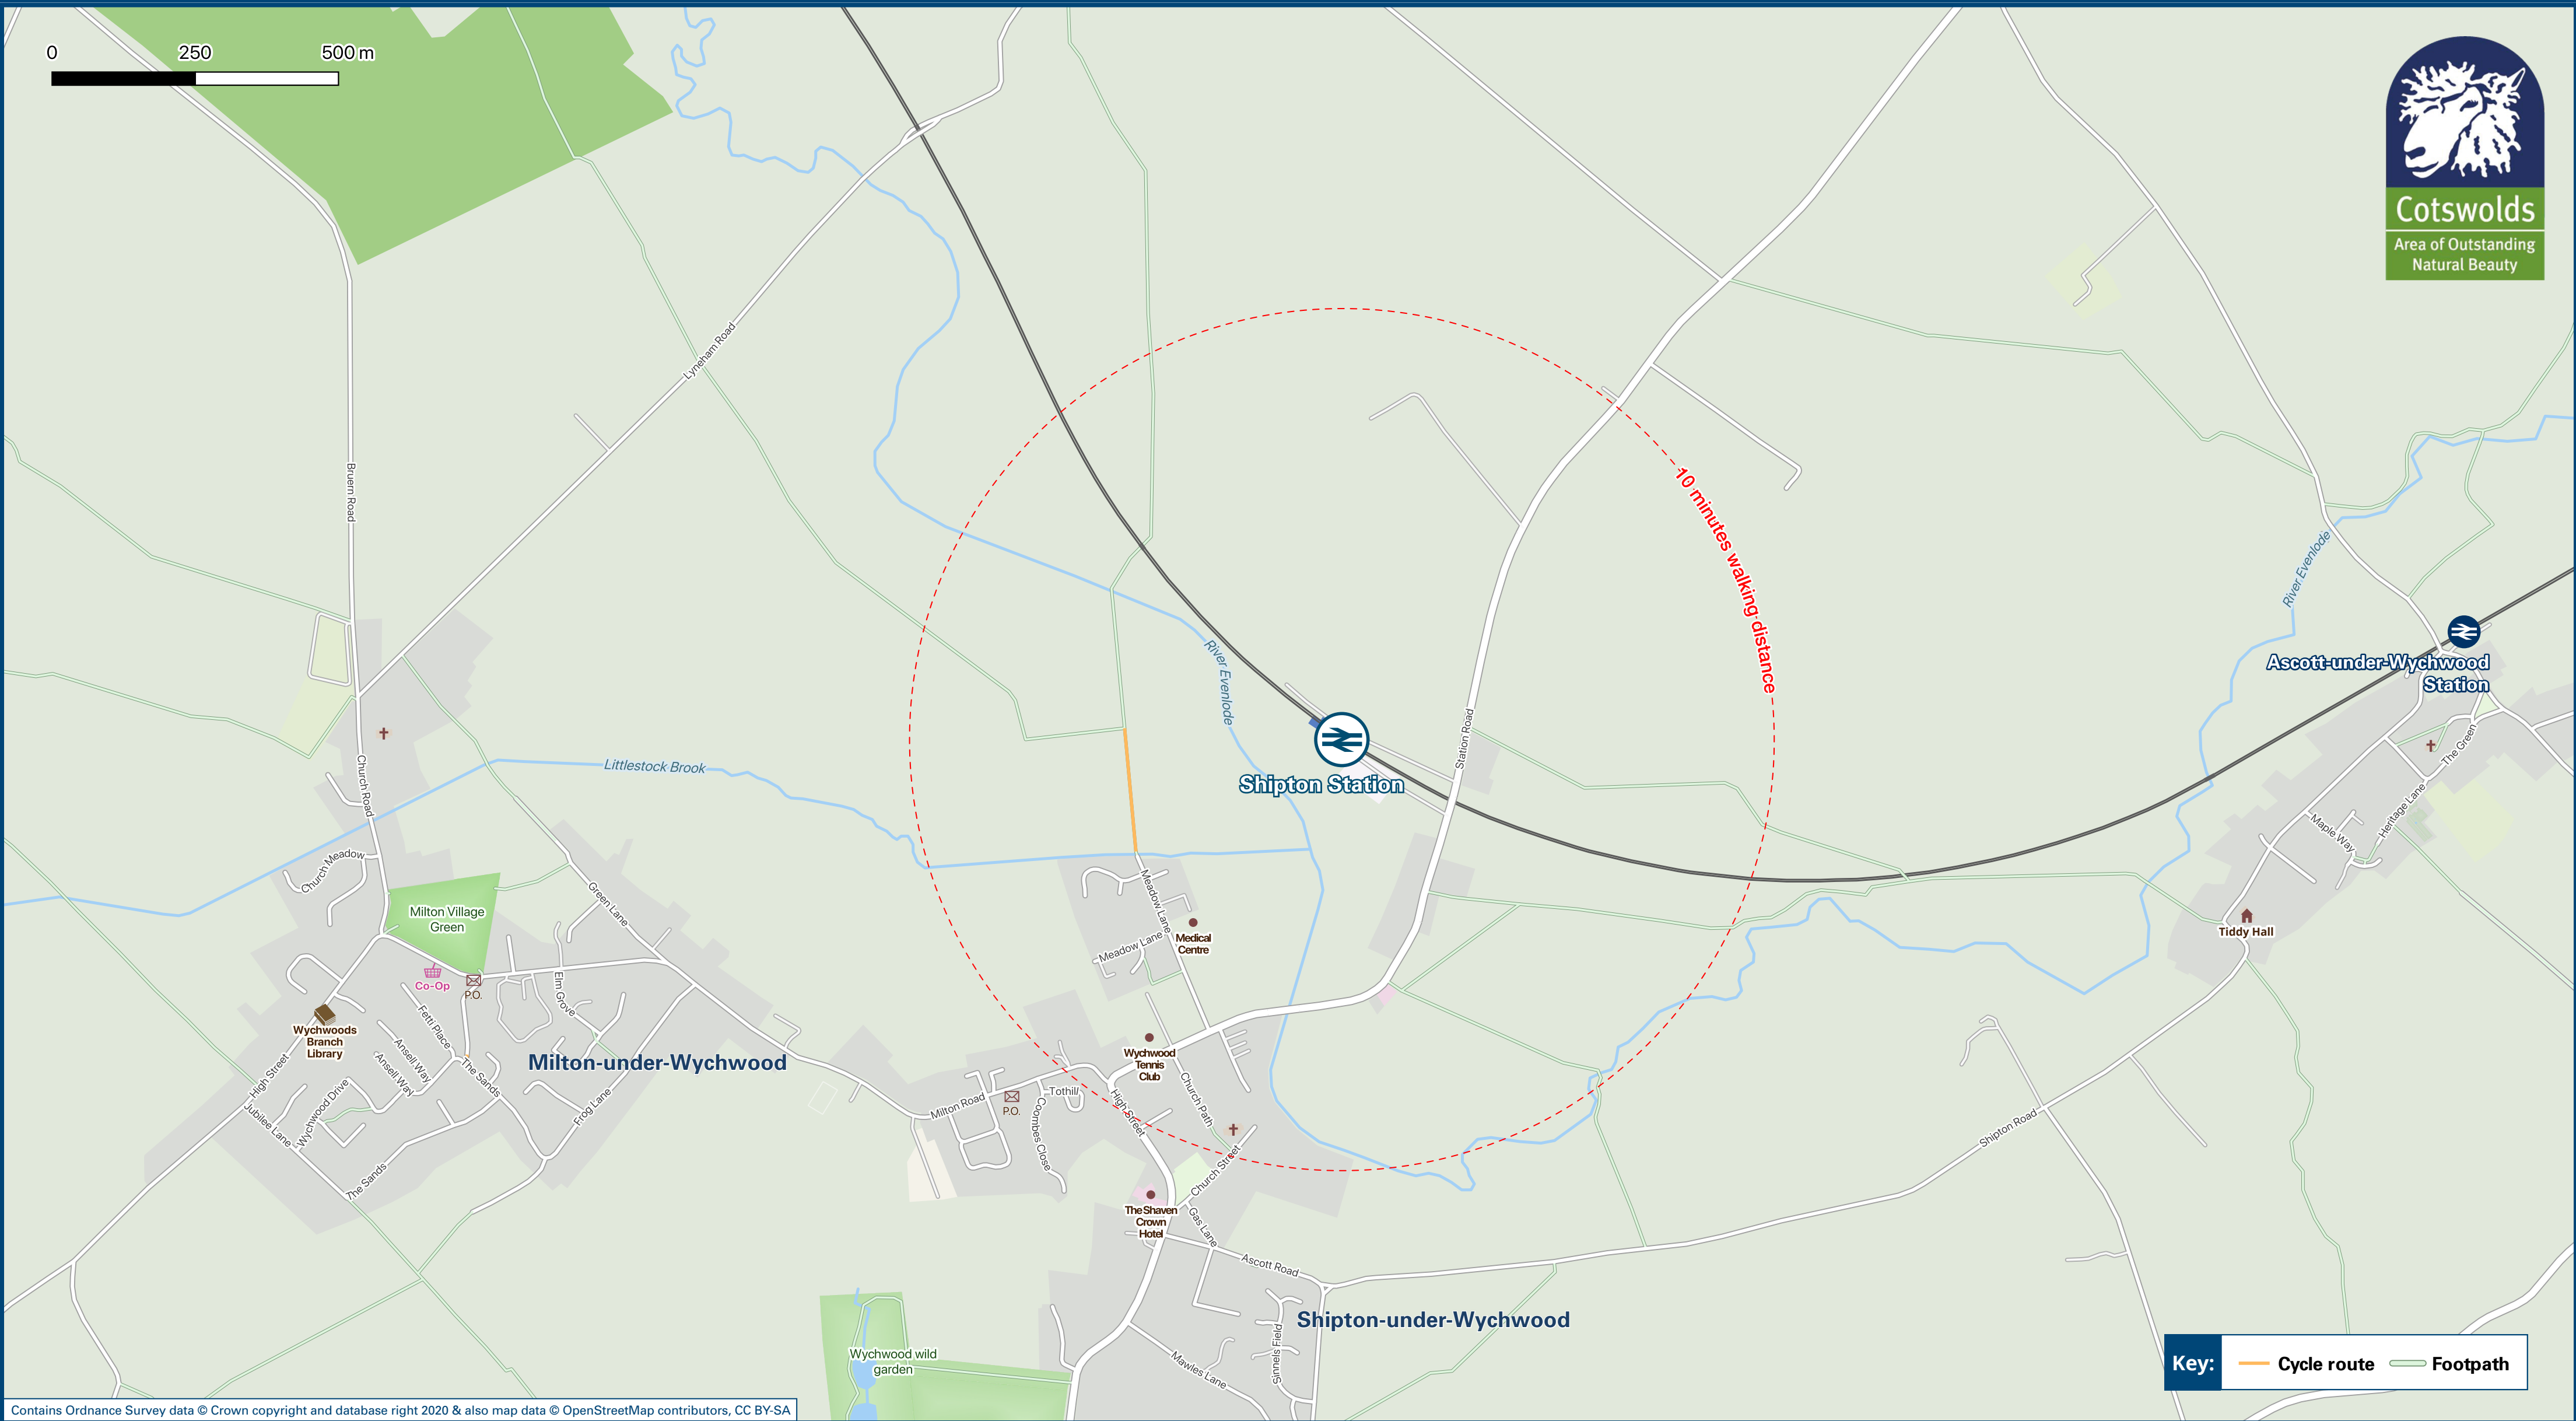 0 250 500 m
Cotswolds
Area of Outstanding
Natural Beauty
Lyneham Road
Bruern Road
10 minutes walking distance
River Evenlode
River Evenlode
Ascott-under-Wychwood
Station
Station Road
Shipton Station
Church Road
Littlestock Brook
The Green
Heritage Lane
Maple Way
Church Meadow
Green Lane
Milton Village
Green
Meadow Lane
Meadow Lane
Medical
Centre
Tiddy Hall
Co-Op
P.O.
Elm Grove
Wychwoods
Branch
Library
Fetti Place
Ansell Way
Ansell Way
High Street
The Sands
Milton-under-Wychwood
Wychwood
Tennis
Club
Jubilee Lane
Wychwood Drive
Frog Lane
Milton Road
P.O.
Tothill
Coombes Close
High Street
Church Path
Shipton Road
The Sands
Church Street
The Shaven
Crown
Hotel
Gas Lane
Ascott Road
Shipton-under-Wychwood
Wychwood wild
garden
Mawles Lane
Sinnels Field
Key: Cycle route Footpath
Contains Ordnance Survey data © Crown copyright and database right 2020 & also map data © OpenStreetMap contributors, CC BY-SA